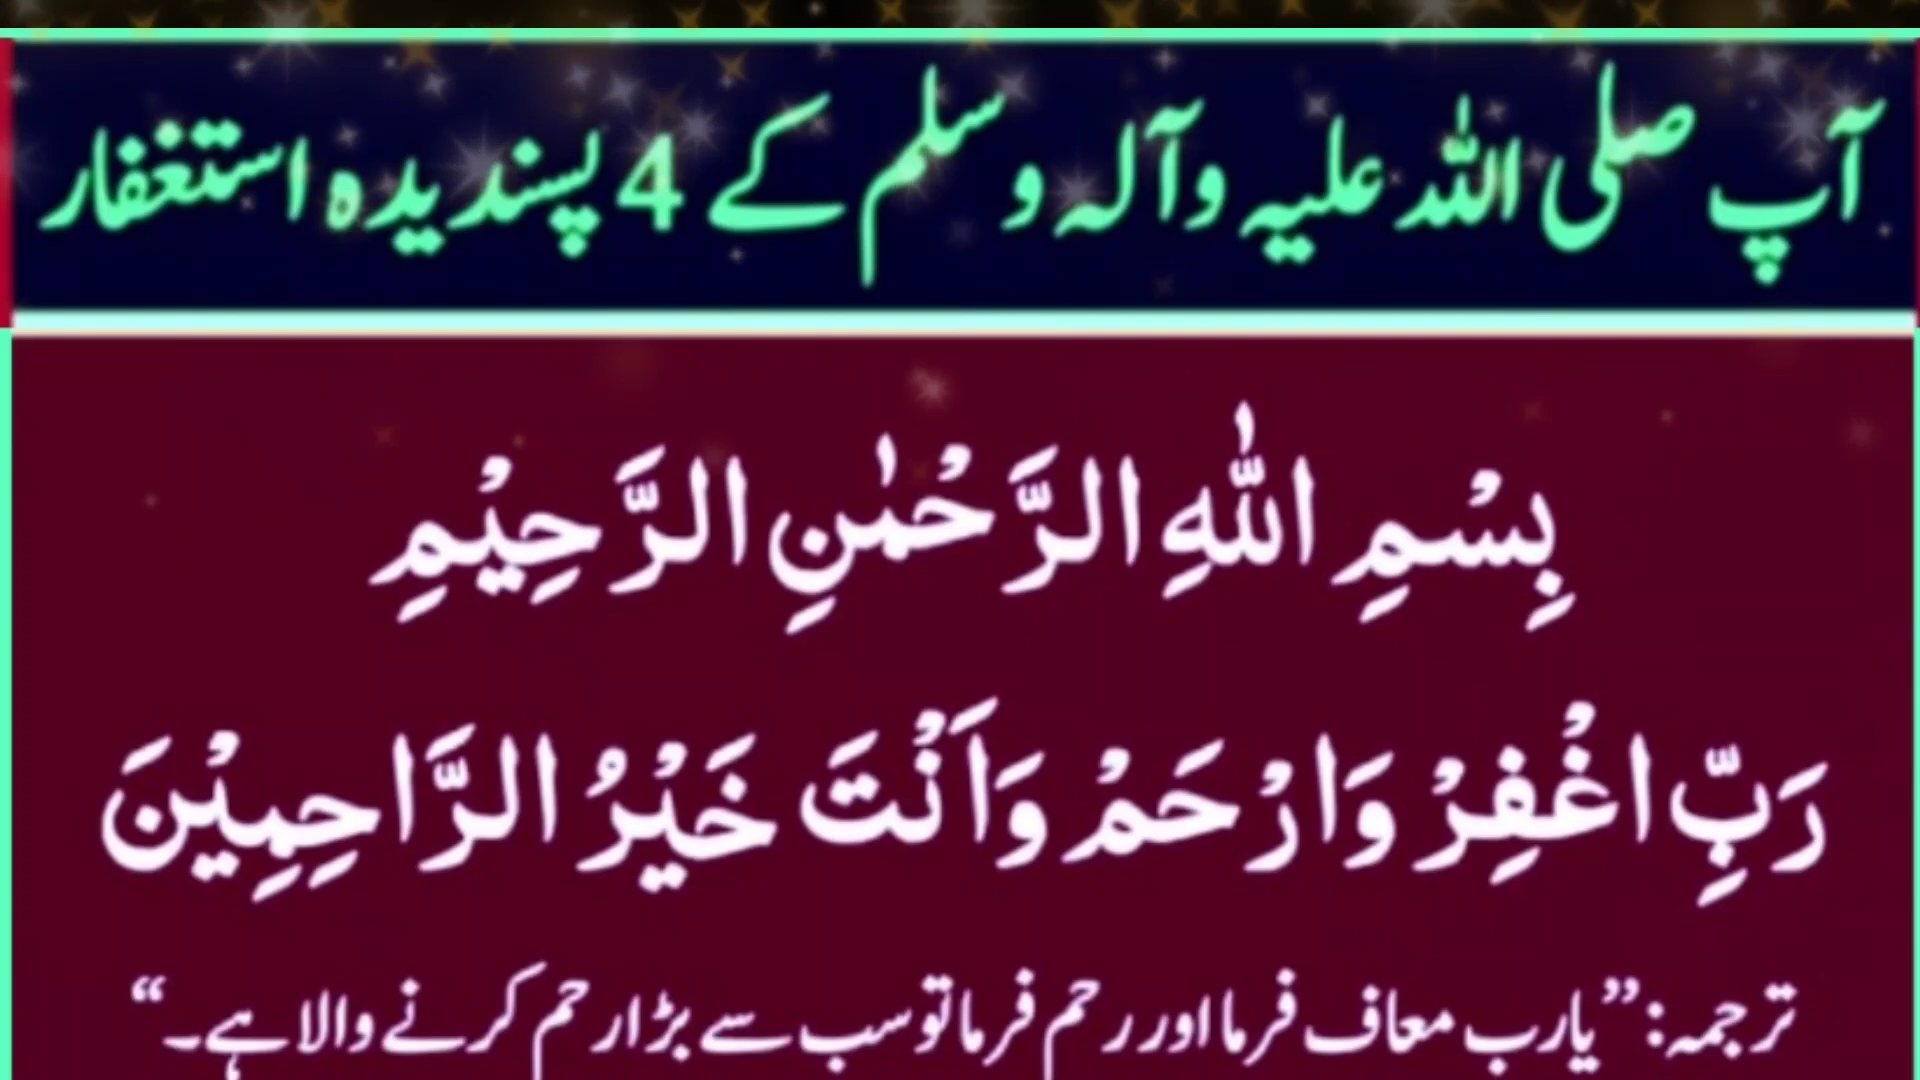 آپ صلی اللہ علیہ وآلہ وسلم کے 4 پسندیدہ استغفار
بِسْمِ اللّٰهِ الرَّحْمٰنِ الرَّحِيْمِ
رَبِّ اغْفِرْ وَارْحَمْ وَاَنْتَ خَيْرُ الرَّاحِمِيْنَ
ترجمہ: ”یارب معاف فرما اور رحم فرما تو سب سے بڑا رحم کرنے والا ہے۔“